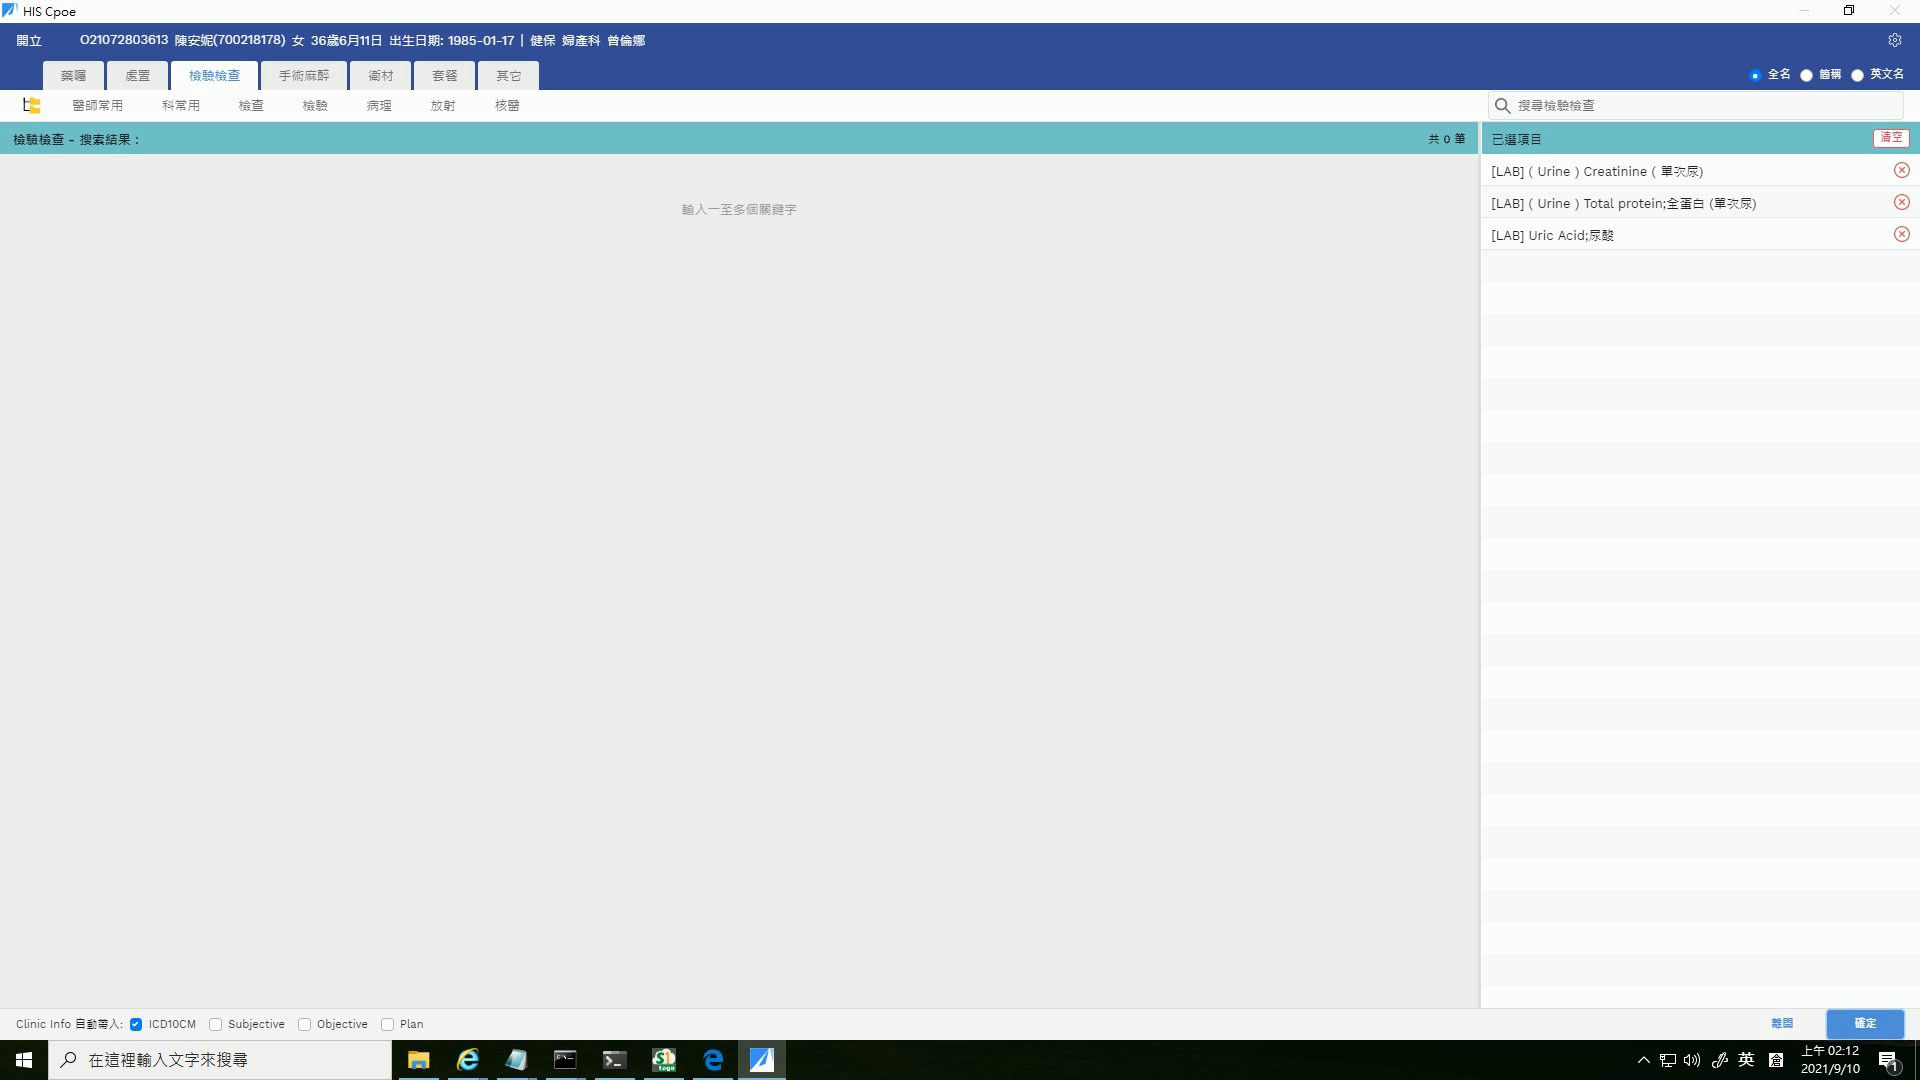 HIS Cpoe
開立 O21072803613 陳安妮(700218178) 女 36歲6月11日 出生日期: 1985-01-17 | 健保 婦產科 曾倫娜
藥囑 處置 檢驗檢查 手術麻醉 衛材 套餐 其它 全名 簡稱 英文名
醫師常用 科常用 檢查 檢驗 病理 放射 核醫 搜尋檢驗檢查
檢驗檢查 - 搜索結果 : 共 0 筆 已選項目 清空
[LAB] ( Urine ) Creatinine ( 單次尿)
[LAB] ( Urine ) Total protein;全蛋白 (單次尿)
輸入一至多個關鍵字
[LAB] Uric Acid;尿酸
Clinic Info 自動帶入: ICD10CM Subjective Objective Plan 離開 確定
在這裡輸入文字來搜尋 英 上午 02:12
2021/9/10 1